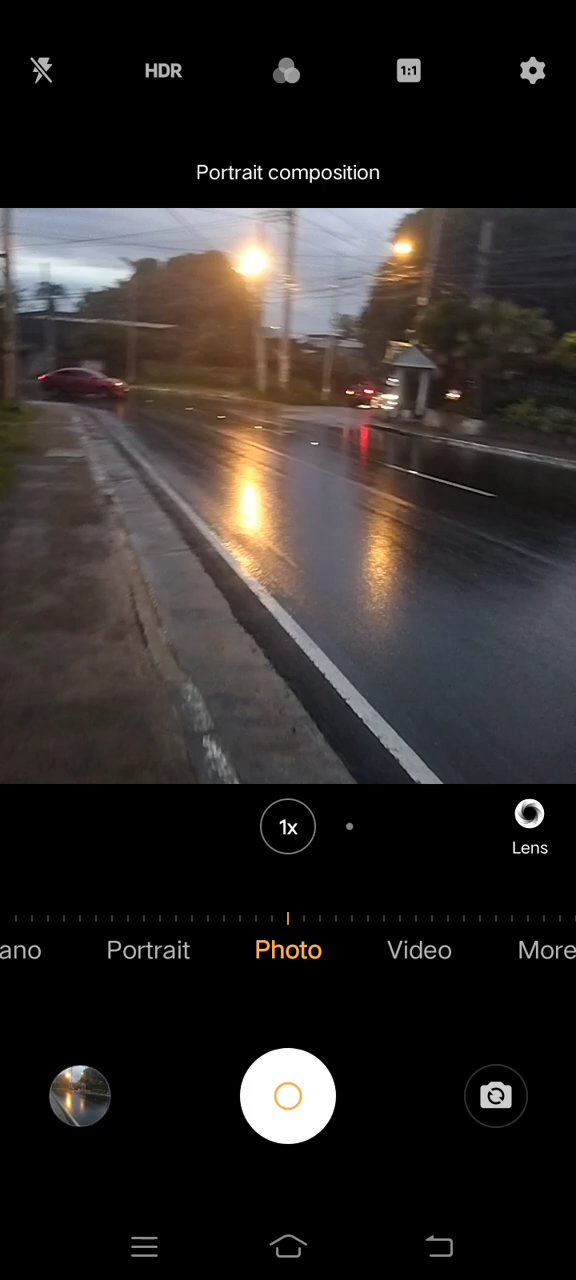 HDR
1:1
Portrait composition
1x
Lens
ano
Portrait
Photo
Video
More